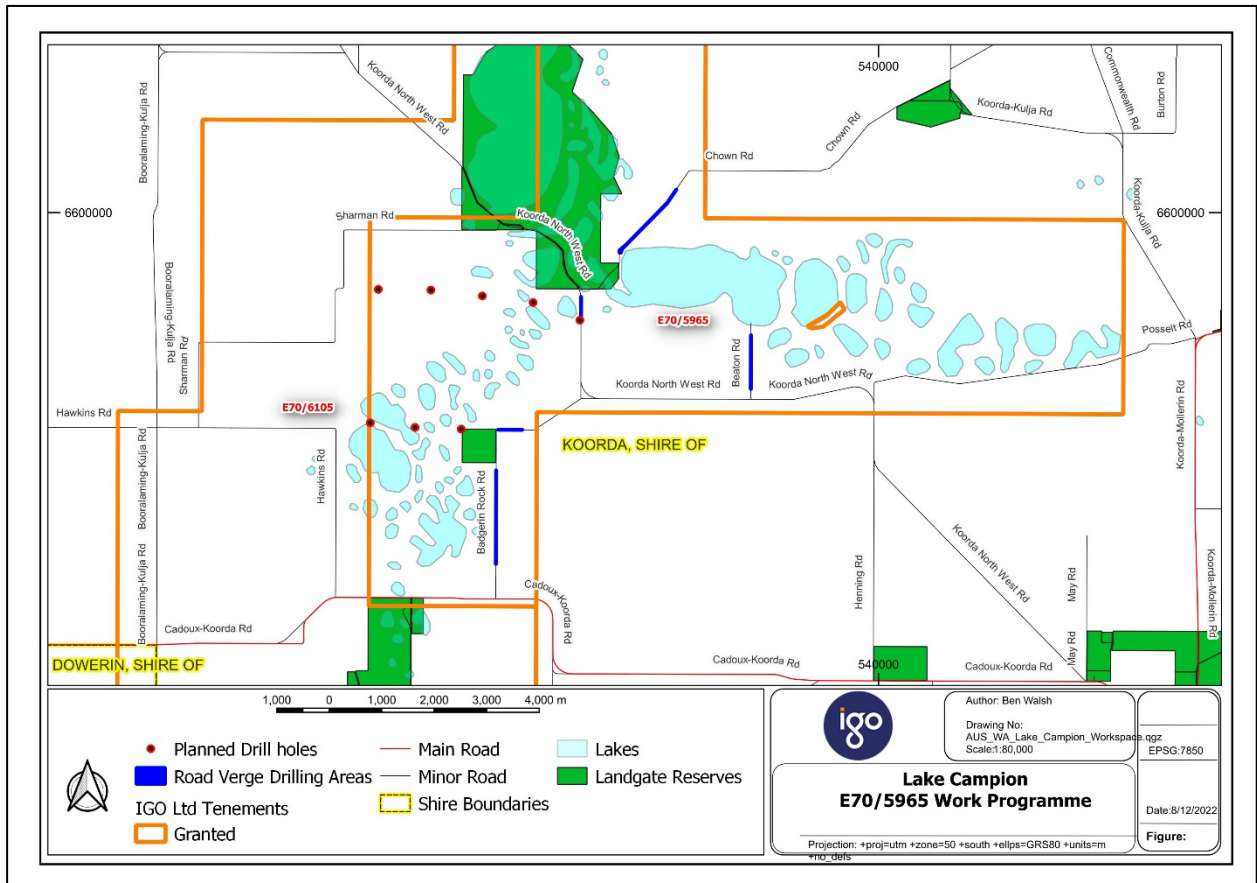 540000
Koorda North West Rd
Booralaming-Kulja Rd
Commonwealth Rd
Burton Rd
Koorda-Kulja Rd
Chown Rd
Chown Rd
6600000
Sharman Rd
Koorda North West Rd
Koorda-Kulja Rd
6600000
Booralaming-Kulja Rd
Koorda North West Rd
E70/5965
Posselt Rd
Booralaming-Kulja Rd
Sharman Rd
Beaton Rd
Koorda North West Rd
Koorda North West Rd
Hawkins Rd
E70/6105
Koorda-Mollerin Rd
KOORDA, SHIRE OF
Booralaming-Kulja Rd
Hawkins Rd
Badgerin Rock Rd
Koorda North West Rd
Booralaming-Kulja Rd
Cadoux-Koorda Rd
Henning Rd
May Rd
Koorda-Mollerin Rd
Cadoux-Koorda Rd
May Rd
DOWERIN, SHIRE OF
Cadoux-Koorda Rd
540000
Cadoux-Koorda Rd
1,000 0 1,000 2,000 3,000 4,000 m
Planned Drill holes
Road Verge Drilling Areas
IGO Ltd Tenements
Granted
Main Road
Minor Road
Shire Boundaries
Lakes
Landgate Reserves
igo
Author: Ben Walsh
Drawing No:
AUS_WA_Lake_Campion_Workspace.qgz
Scale:1:80,000
EPSG:7850
Lake Campion
E70/5965 Work Programme
Date:8/12/2022
Figure:
Projection: +proj=utm +zone=50 +south +ellps=GRS80 +units=m
+no_defs